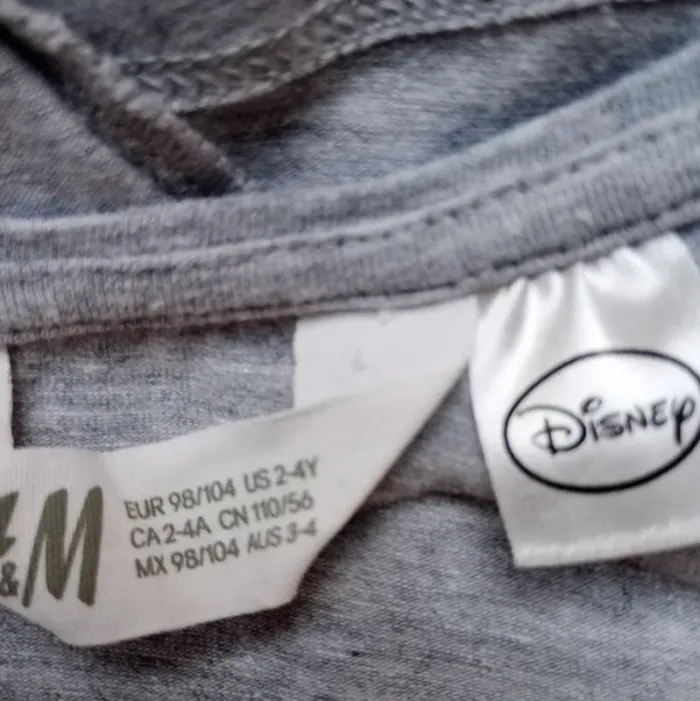 &M
EUR 98/104 US 2-4Y
CA 2-4A CN 110/56
MX 98/104 AUS 3-4
Disney